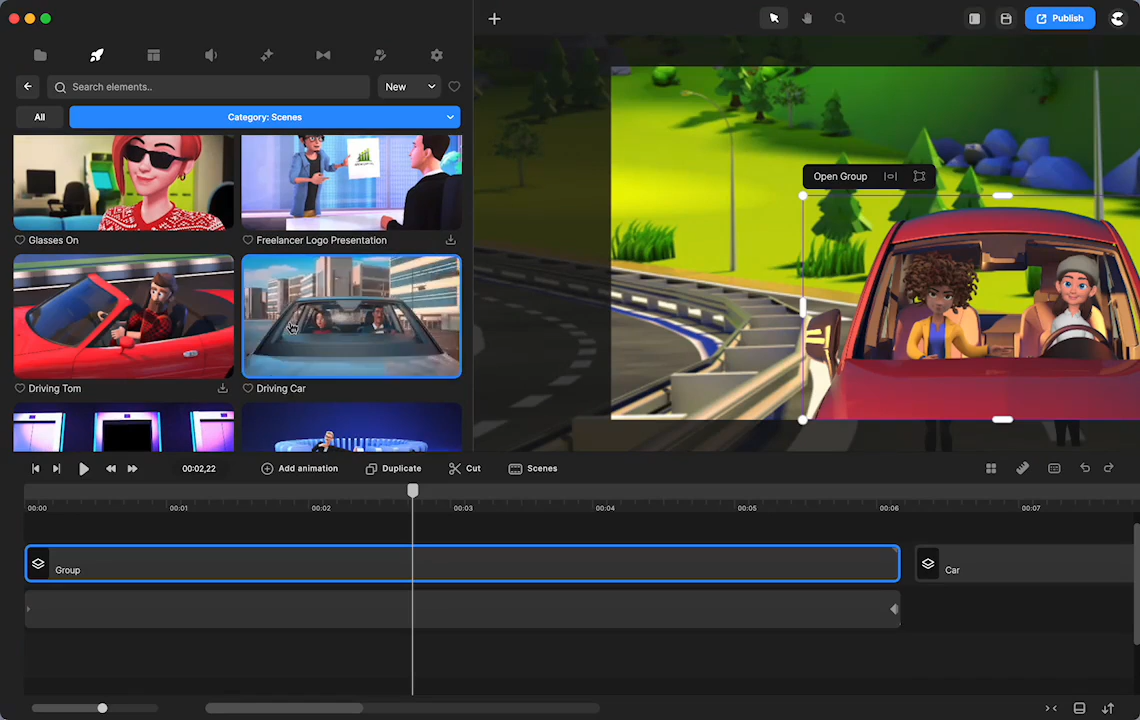 Publish
Search elements..
New
All
Category: Scenes
Glasses On
Freelancer Logo Presentation
Driving Tom
Driving Car
Open Group
00:02,22
Add animation
Duplicate
Cut
Scenes
00:00
00:01
00:02
00:03
00:04
00:05
00:06
00:07
Group
Car